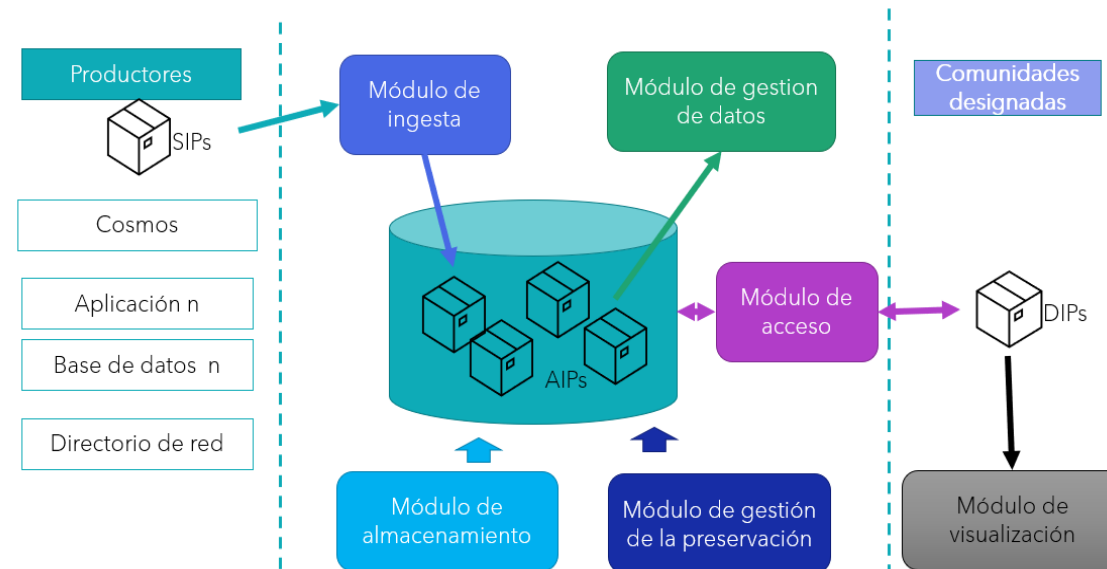 Productores
SIPs
Cosmos
Aplicación n
Base de datos n
Directorio de red
Módulo de
ingesta
Módulo de gestion
de datos
AIPs
Módulo de
acceso
Módulo de
almacenamiento
Módulo de gestión
de la preservación
Comunidades
designadas
DIPs
Módulo de
visualización